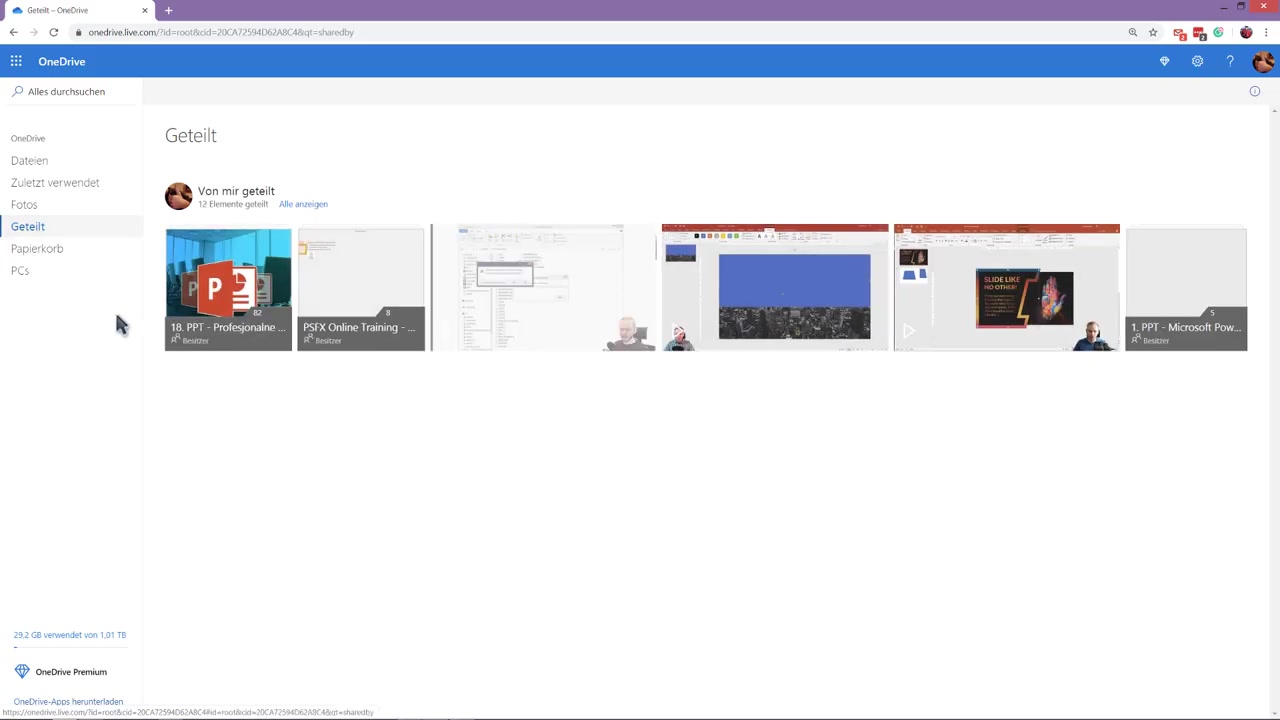 Geteilt – OneDrive
onedrive.live.com/?id=root&cid=20CA72594D62A8C4&qt=sharedby
OneDrive
Alles durchsuchen
OneDrive
Dateien
Zuletzt verwendet
Fotos
Geteilt
PCs
Geteilt
Von mir geteilt
12 Elemente geteilt
Alle anzeigen
82
18. PPT - Profesjonalne ...
Besitzer
8
PSFX Online Training - ...
Besitzer
SLIDE LIKE
NO OTHER!
5
1. PPT - Microsoft Pow...
Besitzer
29,2 GB verwendet von 1,01 TB
OneDrive Premium
OneDrive-Apps herunterladen
https://onedrive.live.com/?id=root&cid=20CA72594D62A8C4#id=root&cid=20CA72594D62A8C4&qt=sharedby